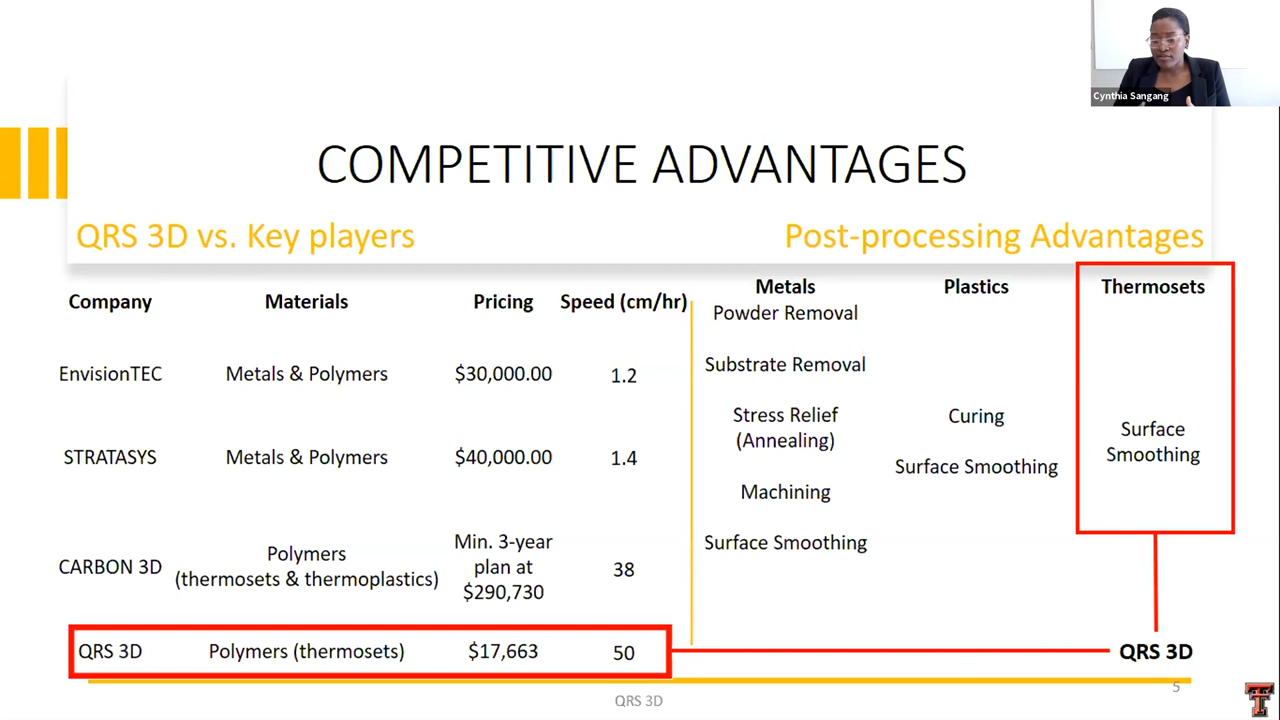 Cynthia Sangang
COMPETITIVE ADVANTAGES
QRS 3D vs. Key players
Post-processing Advantages
Company Materials Pricing Speed (cm/hr)
EnvisionTEC Metals & Polymers $30,000.00 1.2
STRATASYS Metals & Polymers $40,000.00 1.4
CARBON 3D Polymers
(thermosets & thermoplastics)
Min. 3-year
plan at
$290,730
38
QRS 3D Polymers (thermosets) $17,663 50
Metals
Powder Removal
Substrate Removal
Stress Relief
(Annealing)
Machining
Surface Smoothing
Plastics
Curing
Surface Smoothing
Thermosets
Surface
Smoothing
QRS 3D
5
QRS 3D
T